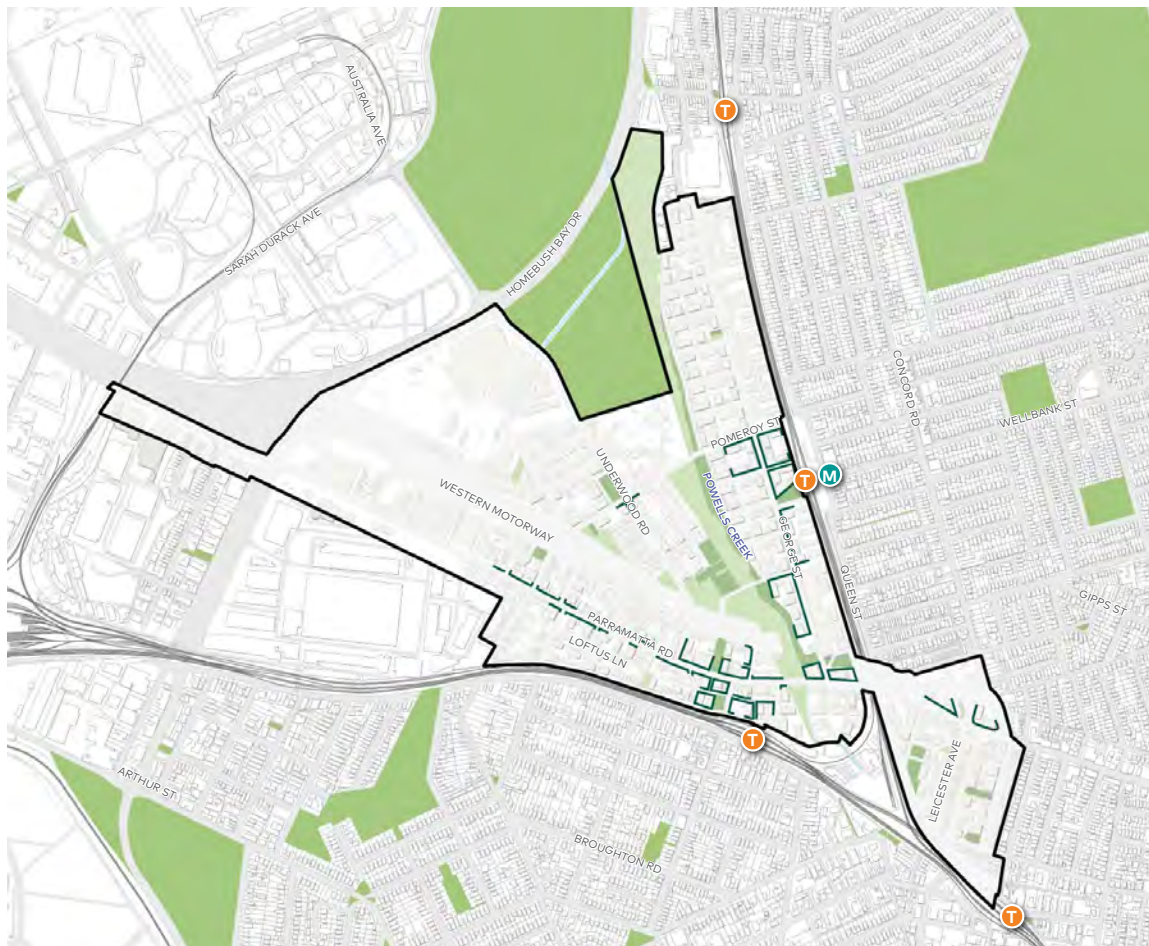 AUSTRALIA AVE
T
SARAH DURACK AVE
HOMEBUSH BAY DR
CONCORD RD
WELLBANK ST
POMEROY ST
T
M
UNDERWOOD RD
POWELLS CREEK
WESTERN MOTORWAY
GEORGE ST
QUEEN ST
GIPPS ST
PARRAMATTA RD
LOFTUS LN
T
LEICESTER AVE
ARTHUR ST
BROUGHTON RD
T